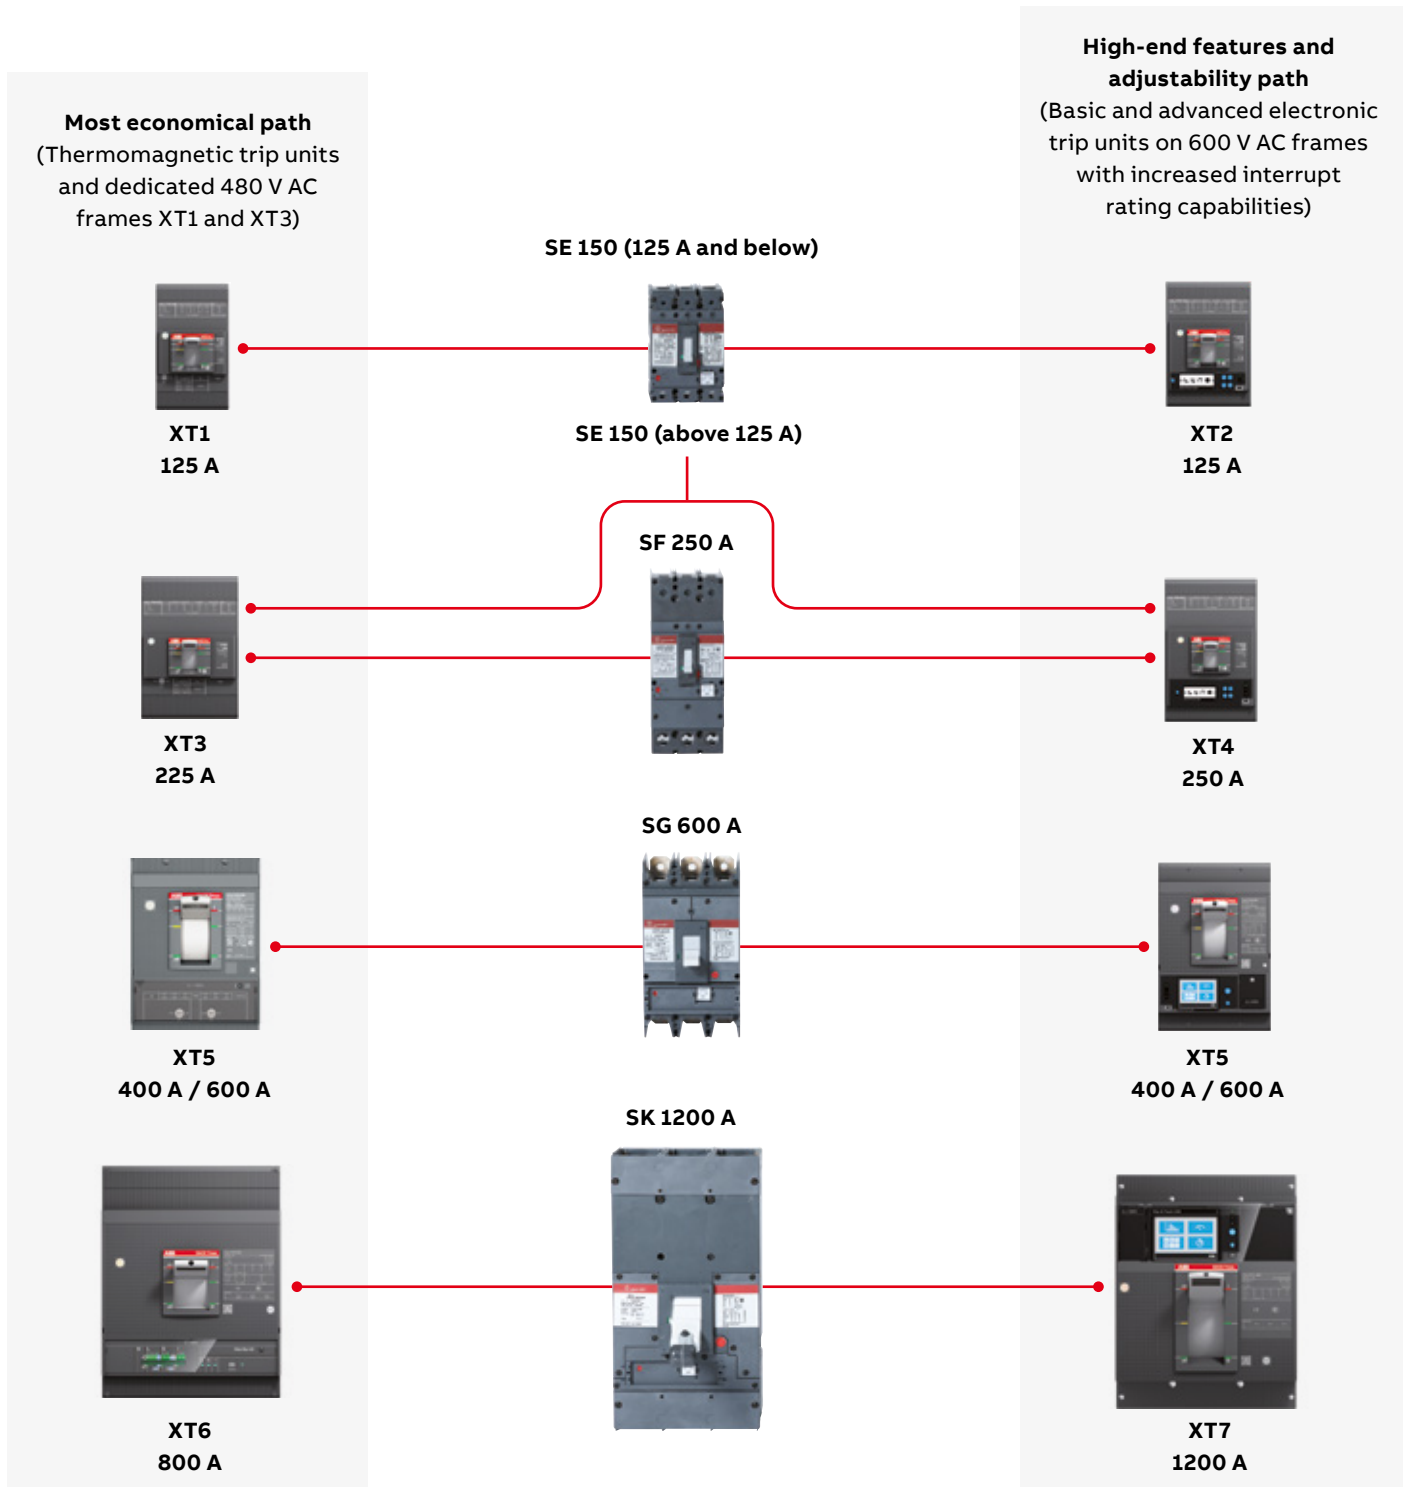 Most economical path
(Thermomagnetic trip units
and dedicated 480 V AC
frames XT1 and XT3)
High-end features and
adjustability path
(Basic and advanced electronic
trip units on 600 V AC frames
with increased interrupt
rating capabilities)
SE 150 (125 A and below)
XT1
125 A
SE 150 (above 125 A)
XT2
125 A
SF 250 A
XT3
225 A
XT4
250 A
SG 600 A
XT5
400 A / 600 A
XT5
400 A / 600 A
SK 1200 A
XT6
800 A
XT7
1200 A